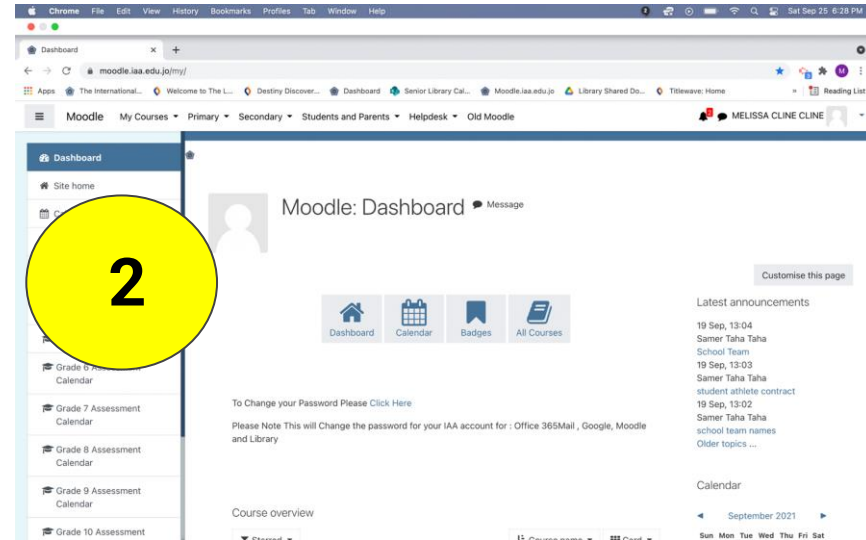 Chrome File Edit View History Bookmarks Profiles Tab Window Help Sat Sep 25 6:28 PM
Dashboard × +
moodle.iaa.edu.jo/my/
Apps The International... Welcome to The L... Destiny Discover... Dashboard Senior Library Cal... Moodle.iaa.edu.jo Library Shared Do... Titlewave: Home » Reading List
Moodle My Courses Primary Secondary Students and Parents Helpdesk Old Moodle MELISSA CLINE CLINE
Dashboard
Site home
2
Grade 6
Calendar
Grade 7 Assessment
Calendar
Grade 8 Assessment
Calendar
Grade 9 Assessment
Calendar
Grade 10 Assessment
Moodle: Dashboard Message
Customise this page
Dashboard Calendar Badges All Courses
To Change your Password Please Click Here
Please Note This will Change the password for your IAA account for : Office 365Mail , Google, Moodle
and Library
Course overview
Starred Course name Card
Latest announcements
19 Sep, 13:04
Samer Taha Taha
School Team
19 Sep, 13:03
Samer Taha Taha
student athlete contract
19 Sep, 13:02
Samer Taha Taha
school team names
Older topics ...
Calendar
◄ September 2021 ►
Sun Mon Tue Wed Thu Fri Sat